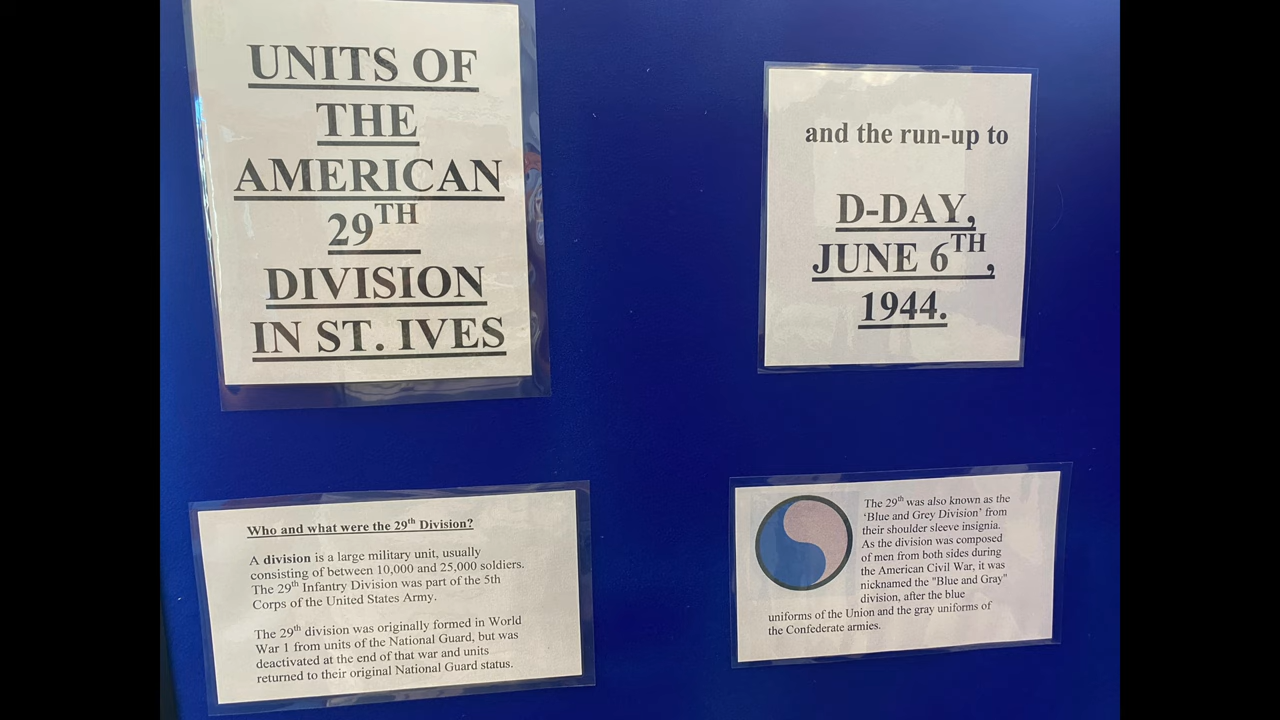 UNITS OF
THE
AMERICAN
29TH
DIVISION
IN ST. IVES
and the run-up to
D-DAY,
JUNE 6TH,
1944.
Who and what were the 29th Division?
A division is a large military unit, usually
consisting of between 10,000 and 25,000 soldiers.
The 29th Infantry Division was part of the 5th
Corps of the United States Army.
The 29th division was originally formed in World
War 1 from units of the National Guard, but was
deactivated at the end of that war and units
returned to their original National Guard status.
The 29th was also known as the
‘Blue and Grey Division’ from
their shoulder sleeve insignia.
As the division was composed
of men from both sides during
the American Civil War, it was
nicknamed the "Blue and Gray"
division, after the blue
uniforms of the Union and the gray uniforms of
the Confederate armies.